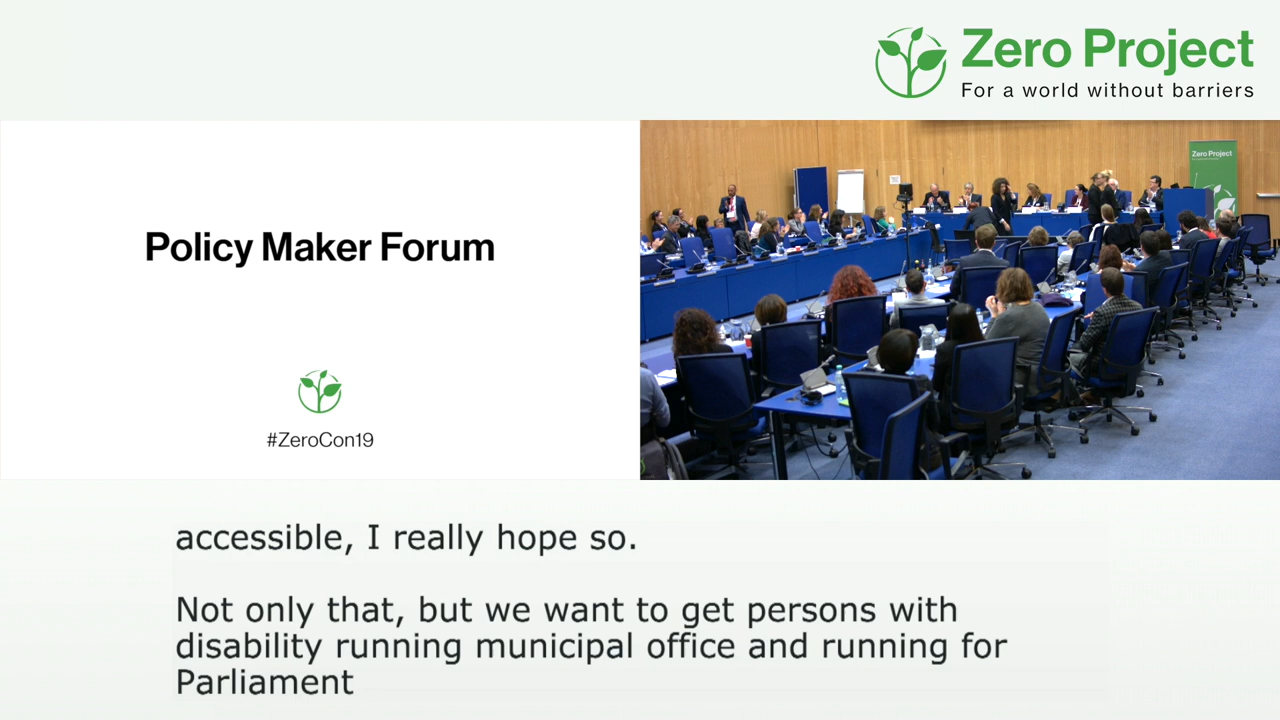 Zero Project
For a world without barriers
Policy Maker Forum
Zero Project
#ZeroCon19
accessible, I really hope so.
Not only that, but we want to get persons with
disability running municipal office and running for
Parliament